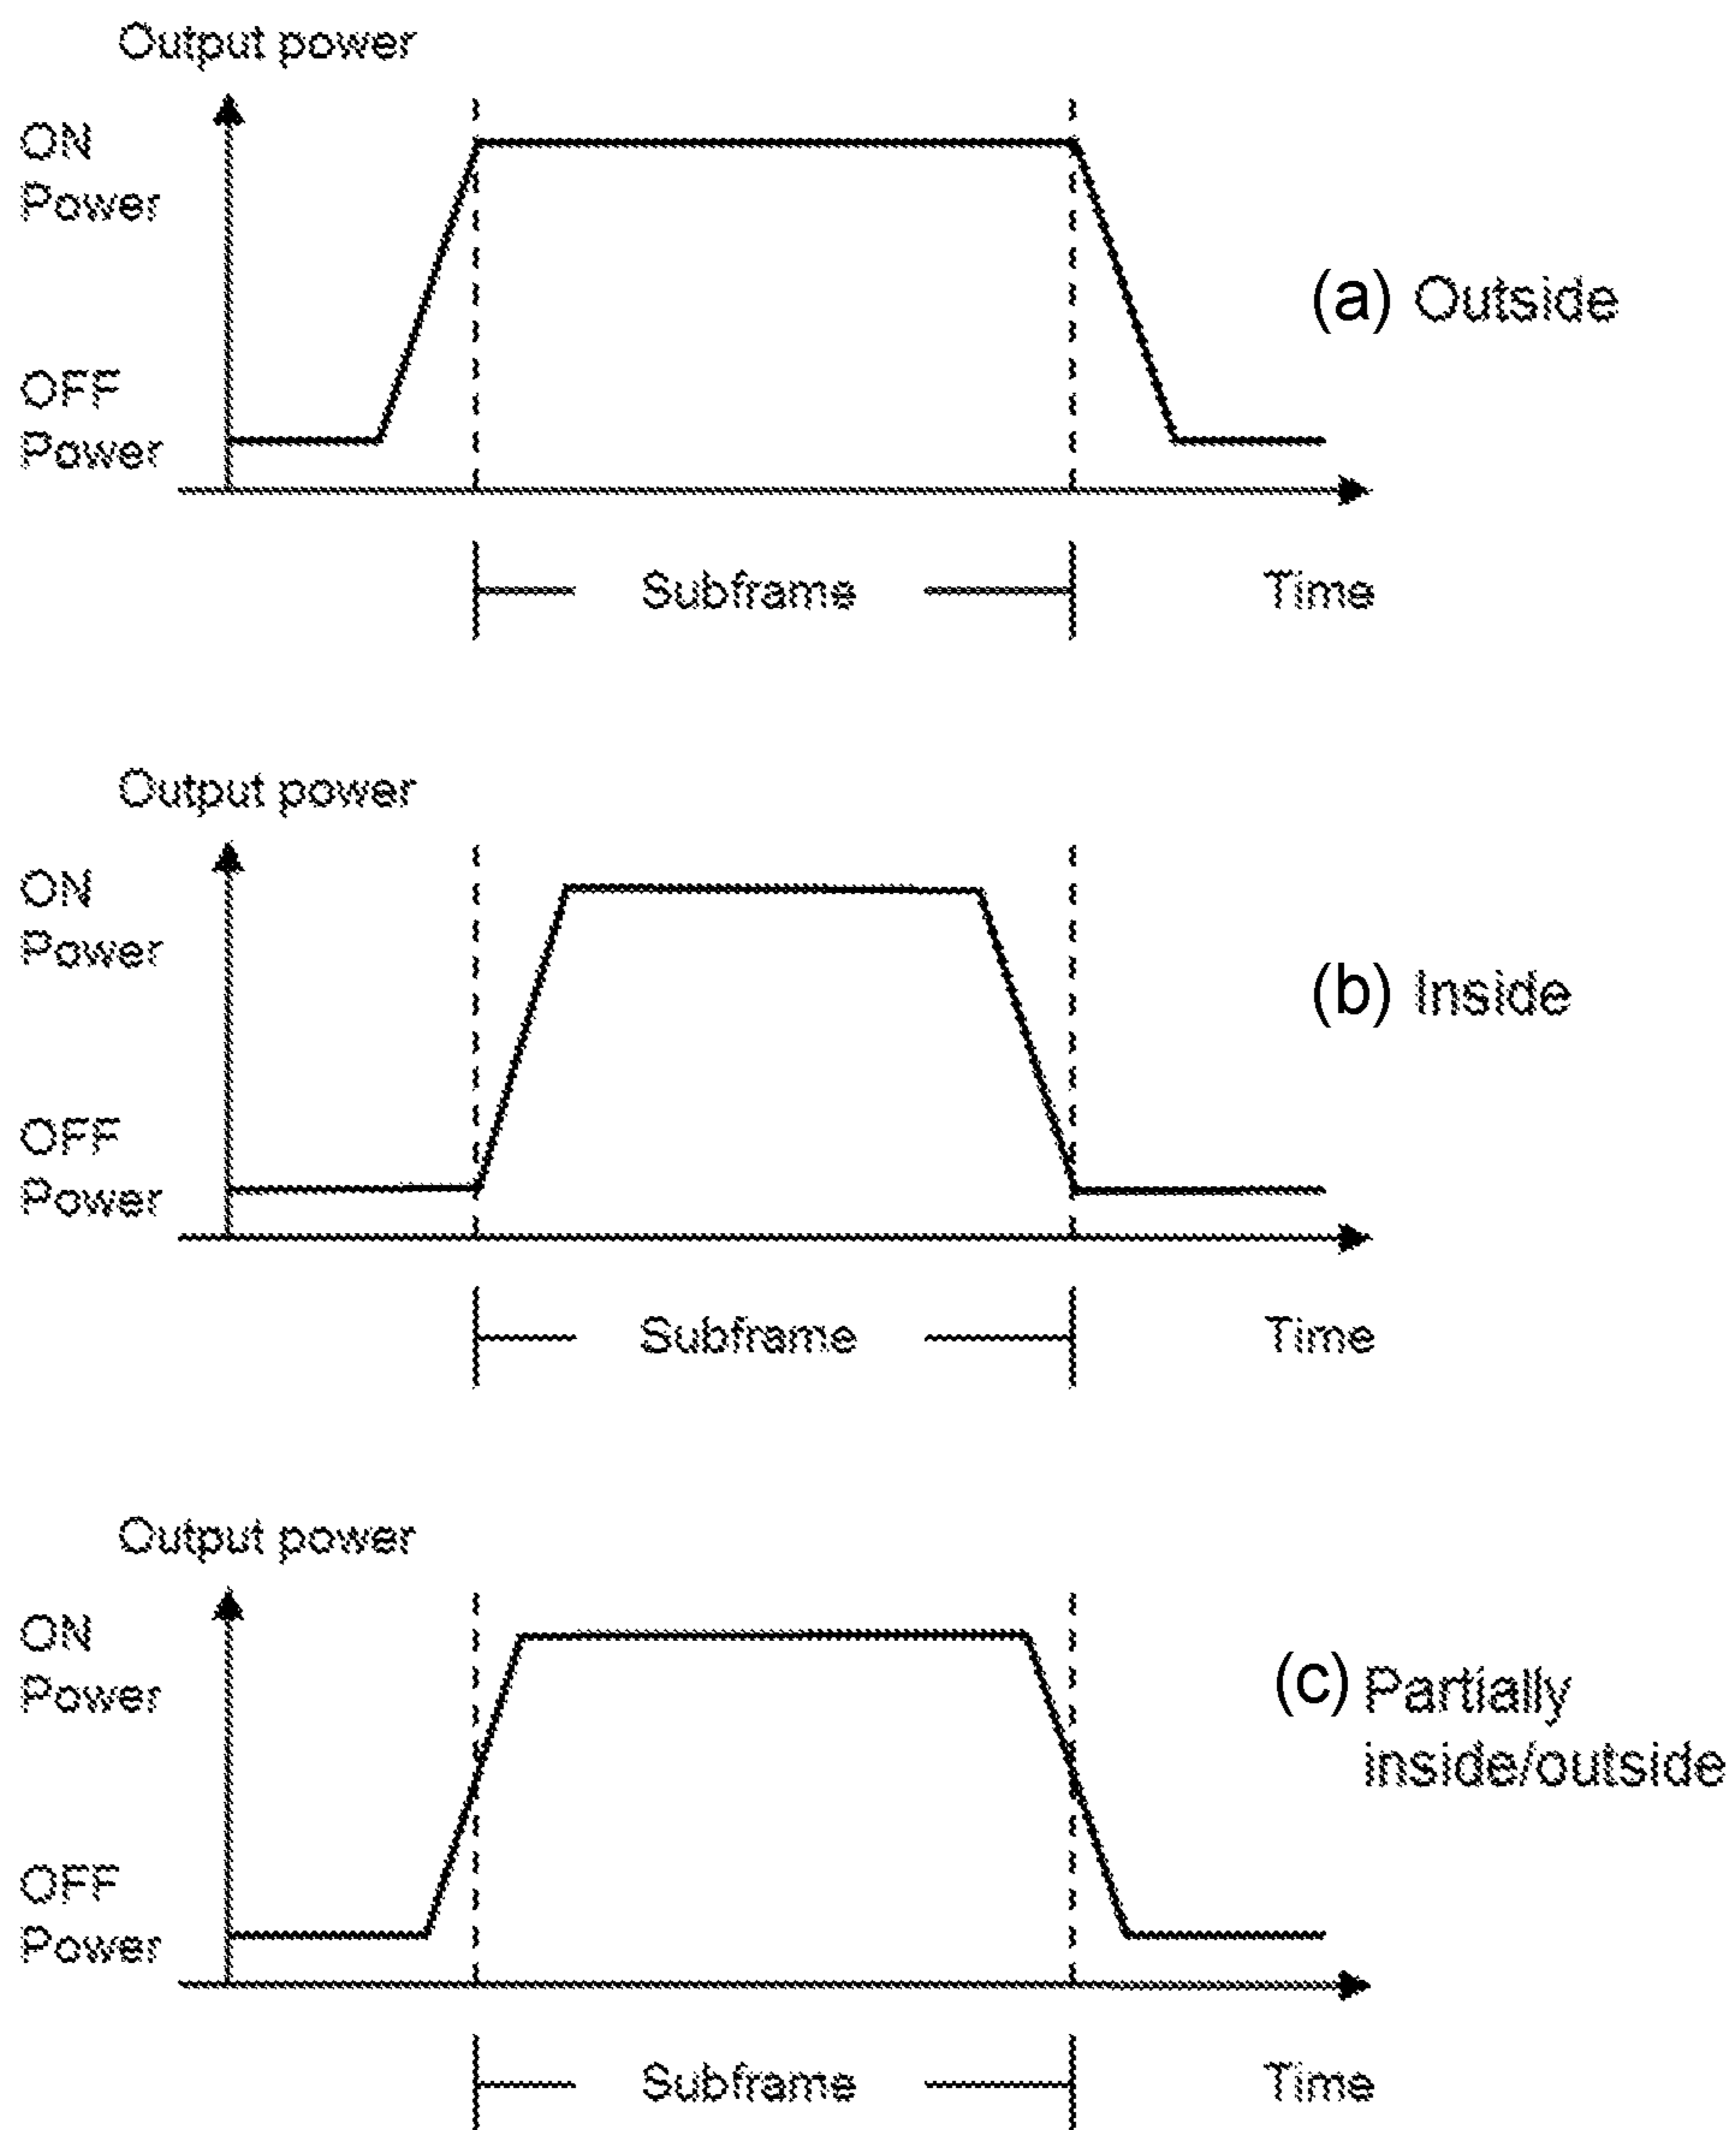 Output power
ON
Power
(a) Outside
OFF
Power
Subframe
Time
Output power
ON
Power
(b) Inside
OFF
Power
Subframe
Time
Output power
ON
Power
(c) Partially
inside/outside
OFF
Power
Subframe
Time